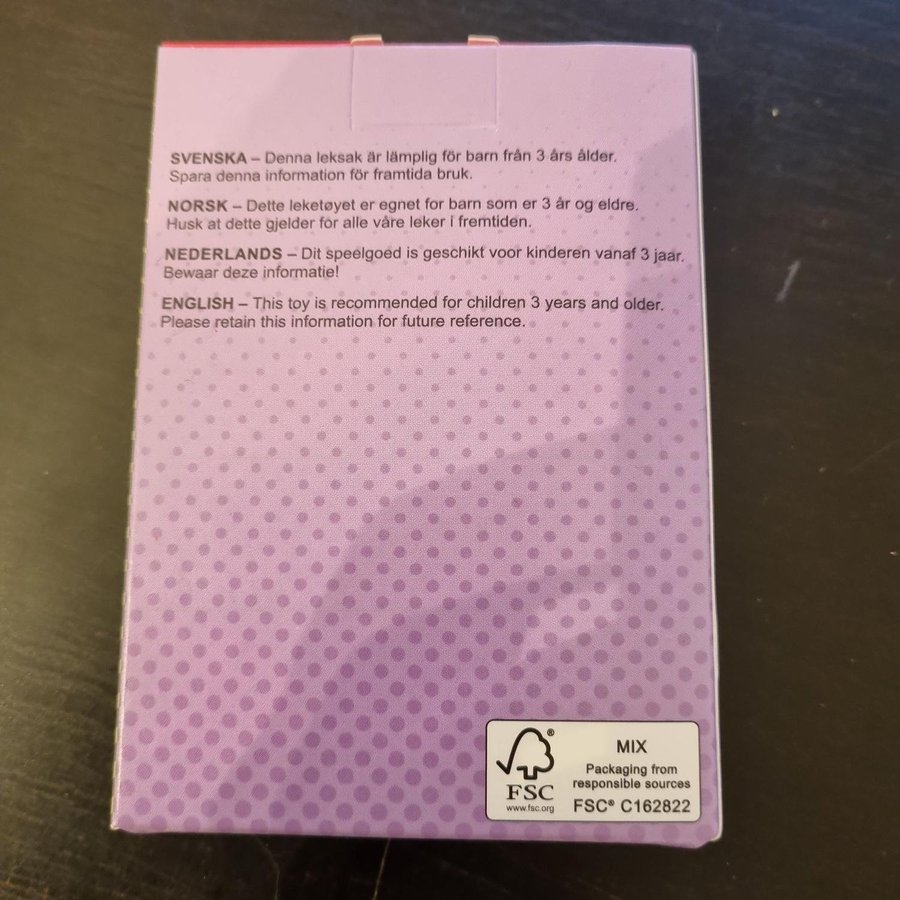 SVENSKA – Denna leksak är lämplig för barn från 3 års ålder.
Spara denna information för framtida bruk.
NORSK – Dette leketøyet er egnet for barn som er 3 år og eldre.
Husk at dette gjelder for alle våre leker i fremtiden.
NEDERLANDS – Dit speelgoed is geschikt voor kinderen vanaf 3 jaar.
Bewaar deze informatie!
ENGLISH – This toy is recommended for children 3 years and older.
Please retain this information for future reference.
®
FSC
www.fsc.org
MIX
Packaging from
responsible sources
FSC® C162822